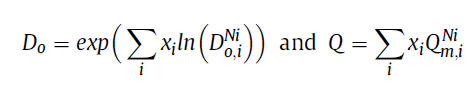 D_o = exp(∑_i x_i ln(D_{o,i}^{Ni})) and Q = ∑_i x_i Q_{m,i}^{Ni}